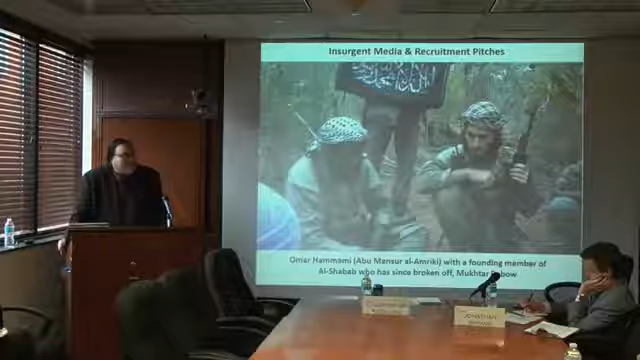 Insurgent Media & Recruitment Pitches
Omar Hammami (Abu Mansur al-Amriki) with a founding member of
Al-Shabab who has since broken off, Mukhtar
JONATHAN